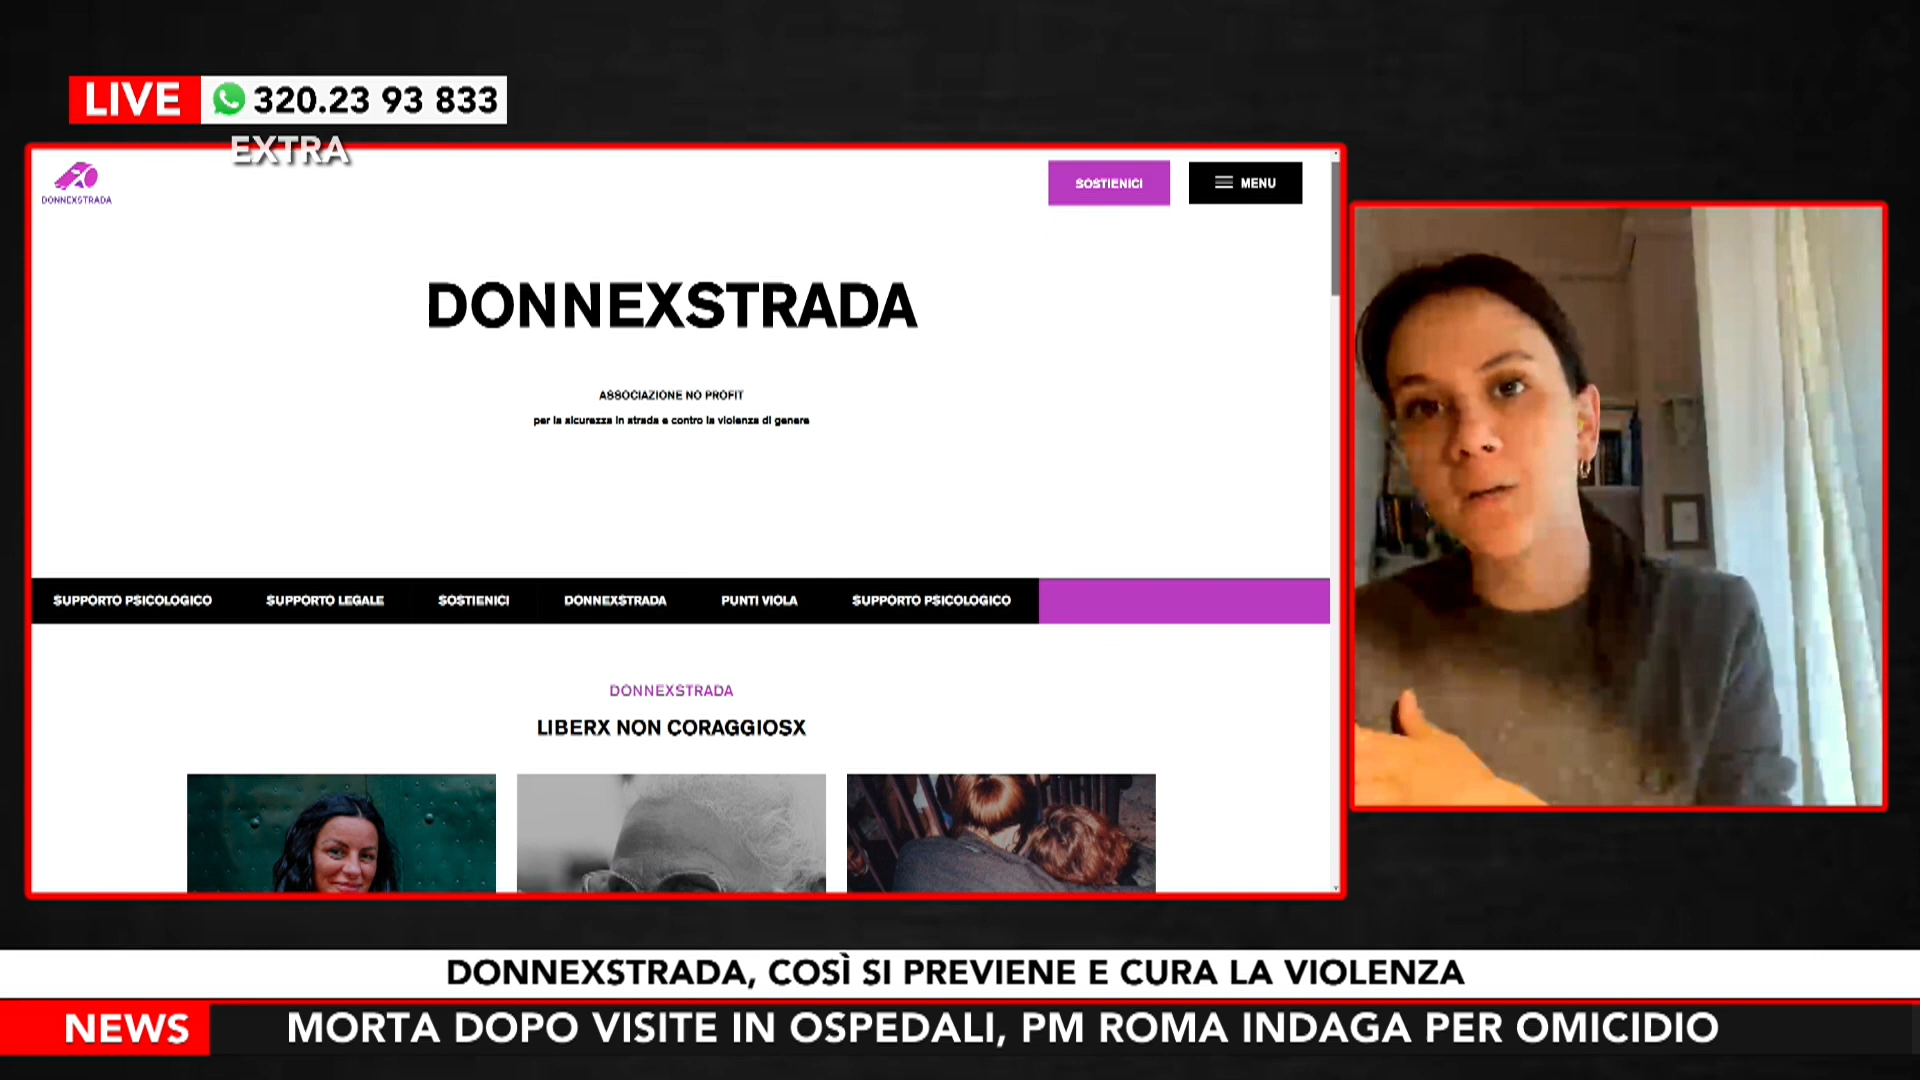 LIVE 320.23 93 833
EXTRA
DONNEXSTRADA
SOSTIENICI
MENU
DONNEXSTRADA
ASSOCIAZIONE NO PROFIT
per la sicurezza in strada e contro la violenza di genere
SUPPORTO PSICOLOGICO SUPPORTO LEGALE SOSTIENICI DONNEXSTRADA PUNTI VIOLA SUPPORTO PSICOLOGICO
DONNEXSTRADA
LIBERX NON CORAGGIOSX
DONNEXSTRADA, COSÌ SI PREVIENE E CURA LA VIOLENZA
NEWS MORTA DOPO VISITE IN OSPEDALI, PM ROMA INDAGA PER OMICIDIO